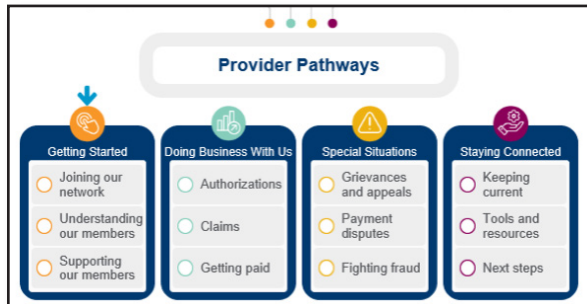 Provider Pathways
Getting Started
Joining our
network
Understanding
our members
Supporting
our members
Doing Business With Us
Authorizations
Claims
Getting paid
Special Situations
Grievances
and appeals
Payment
disputes
Fighting fraud
Staying Connected
Keeping
current
Tools and
resources
Next steps